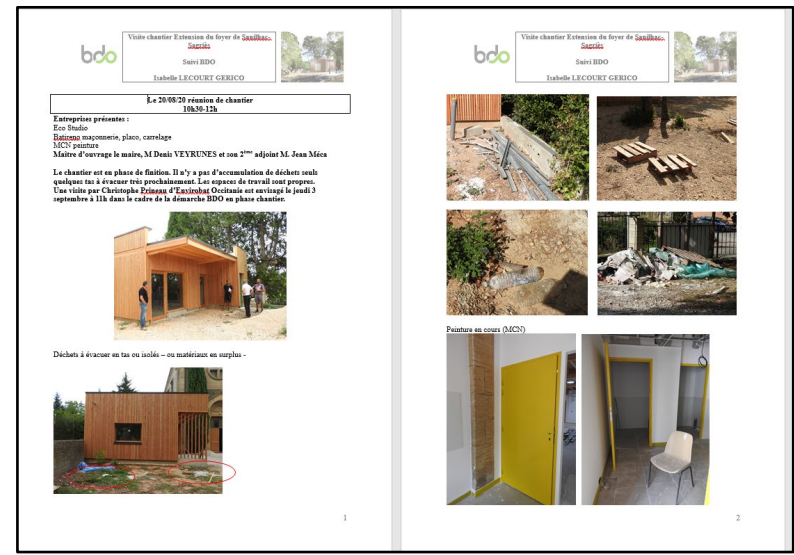 bdo
Visite chantier Extension du foyer de Sanilhac-
Sagriès
Suivi BDO
Isabelle LECOURT GERICO
Le 20/08/20 réunion de chantier
10h30-12h
Entreprises présentes :
Eco Studio
Batireno maçonnerie, placo, carrelage
MCN peinture
Maitre d'ouvrage le maire, M Denis VEYRUNES et son 2ème adjoint M. Jean Méca
Le chantier est en phase de finition. Il n'y a pas d'accumulation de déchets seuls
quelques tas à évacuer très prochainement. Les espaces de travail sont propres.
Une visite par Christophe Prineau d'Envirobat Occitanie est envisagé le jeudi 3
septembre à 11h dans le cadre de la démarche BDO en phase chantier.
Déchets à évacuer en tas ou isolés – ou matériaux en surplus -
1
bdo
Visite chantier Extension du foyer de Sanilhac-
Sagriès
Suivi BDO
Isabelle LECOURT GERICO
Peinture en cours (MCN)
2